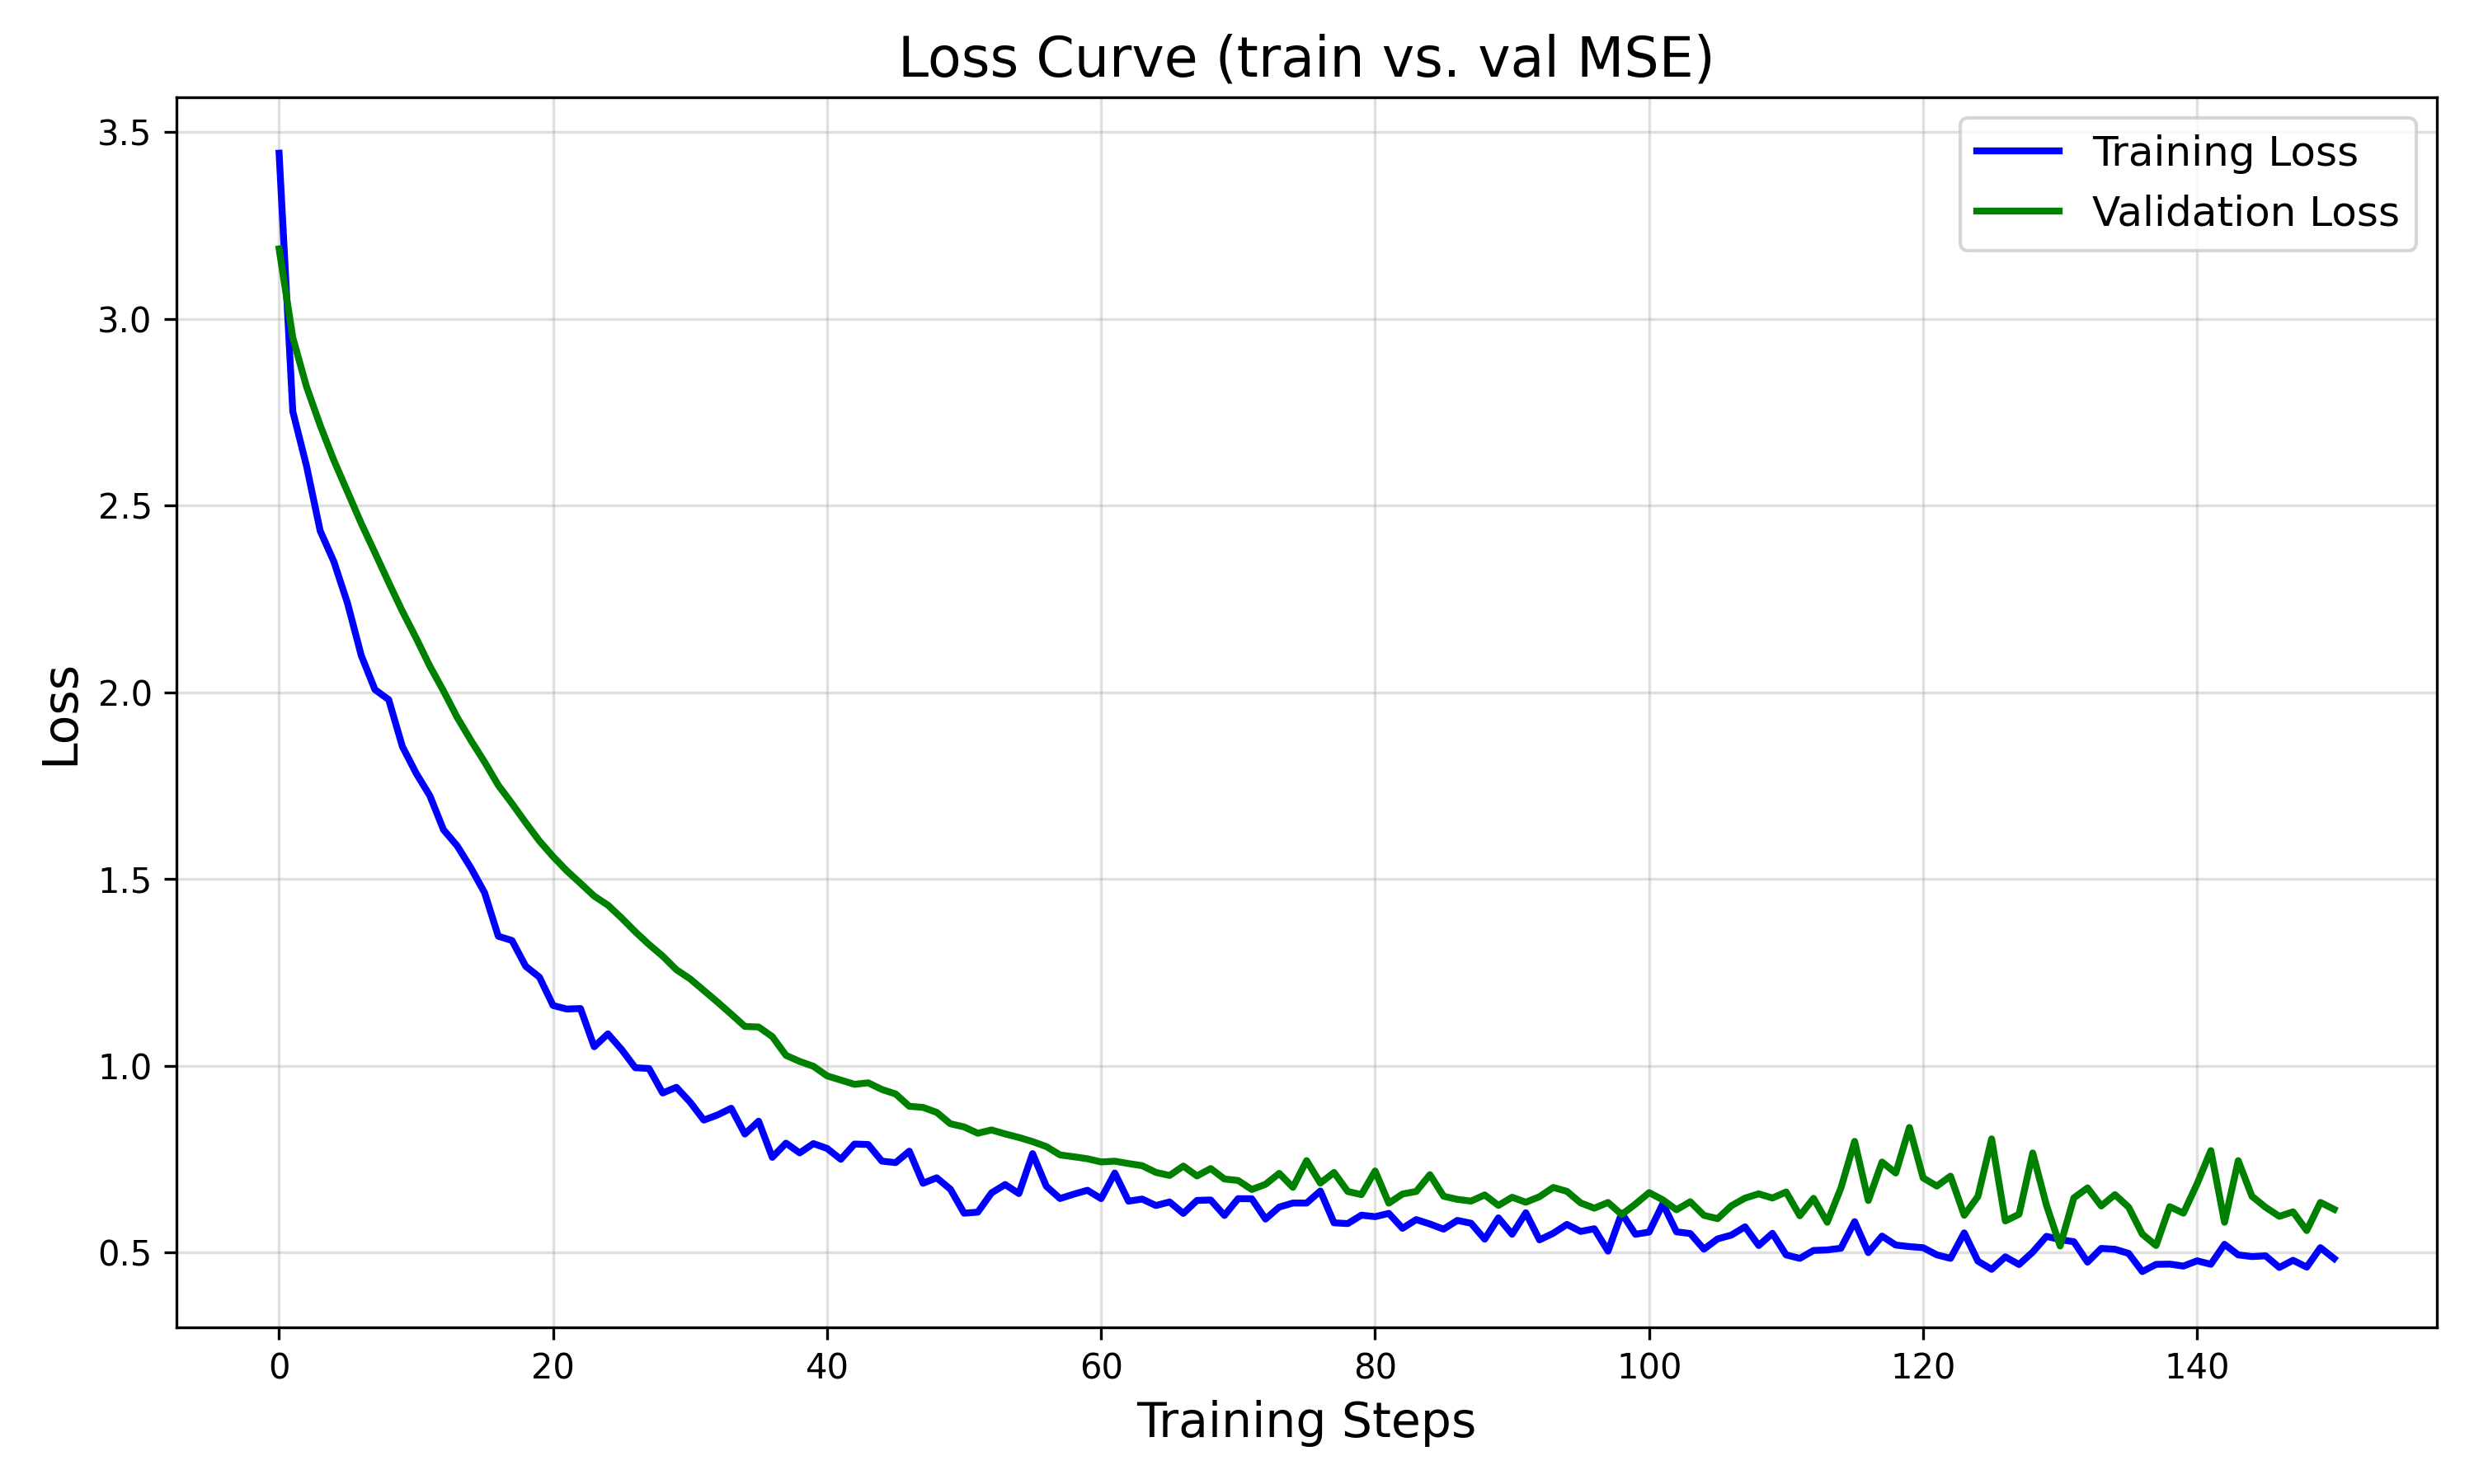 Loss Curve (train vs. val MSE)
Training Loss
Validation Loss
3.5
3.0
2.5
2.0
1.5
1.0
0.5
Loss
0 20 40 60 80 100 120 140
Training Steps